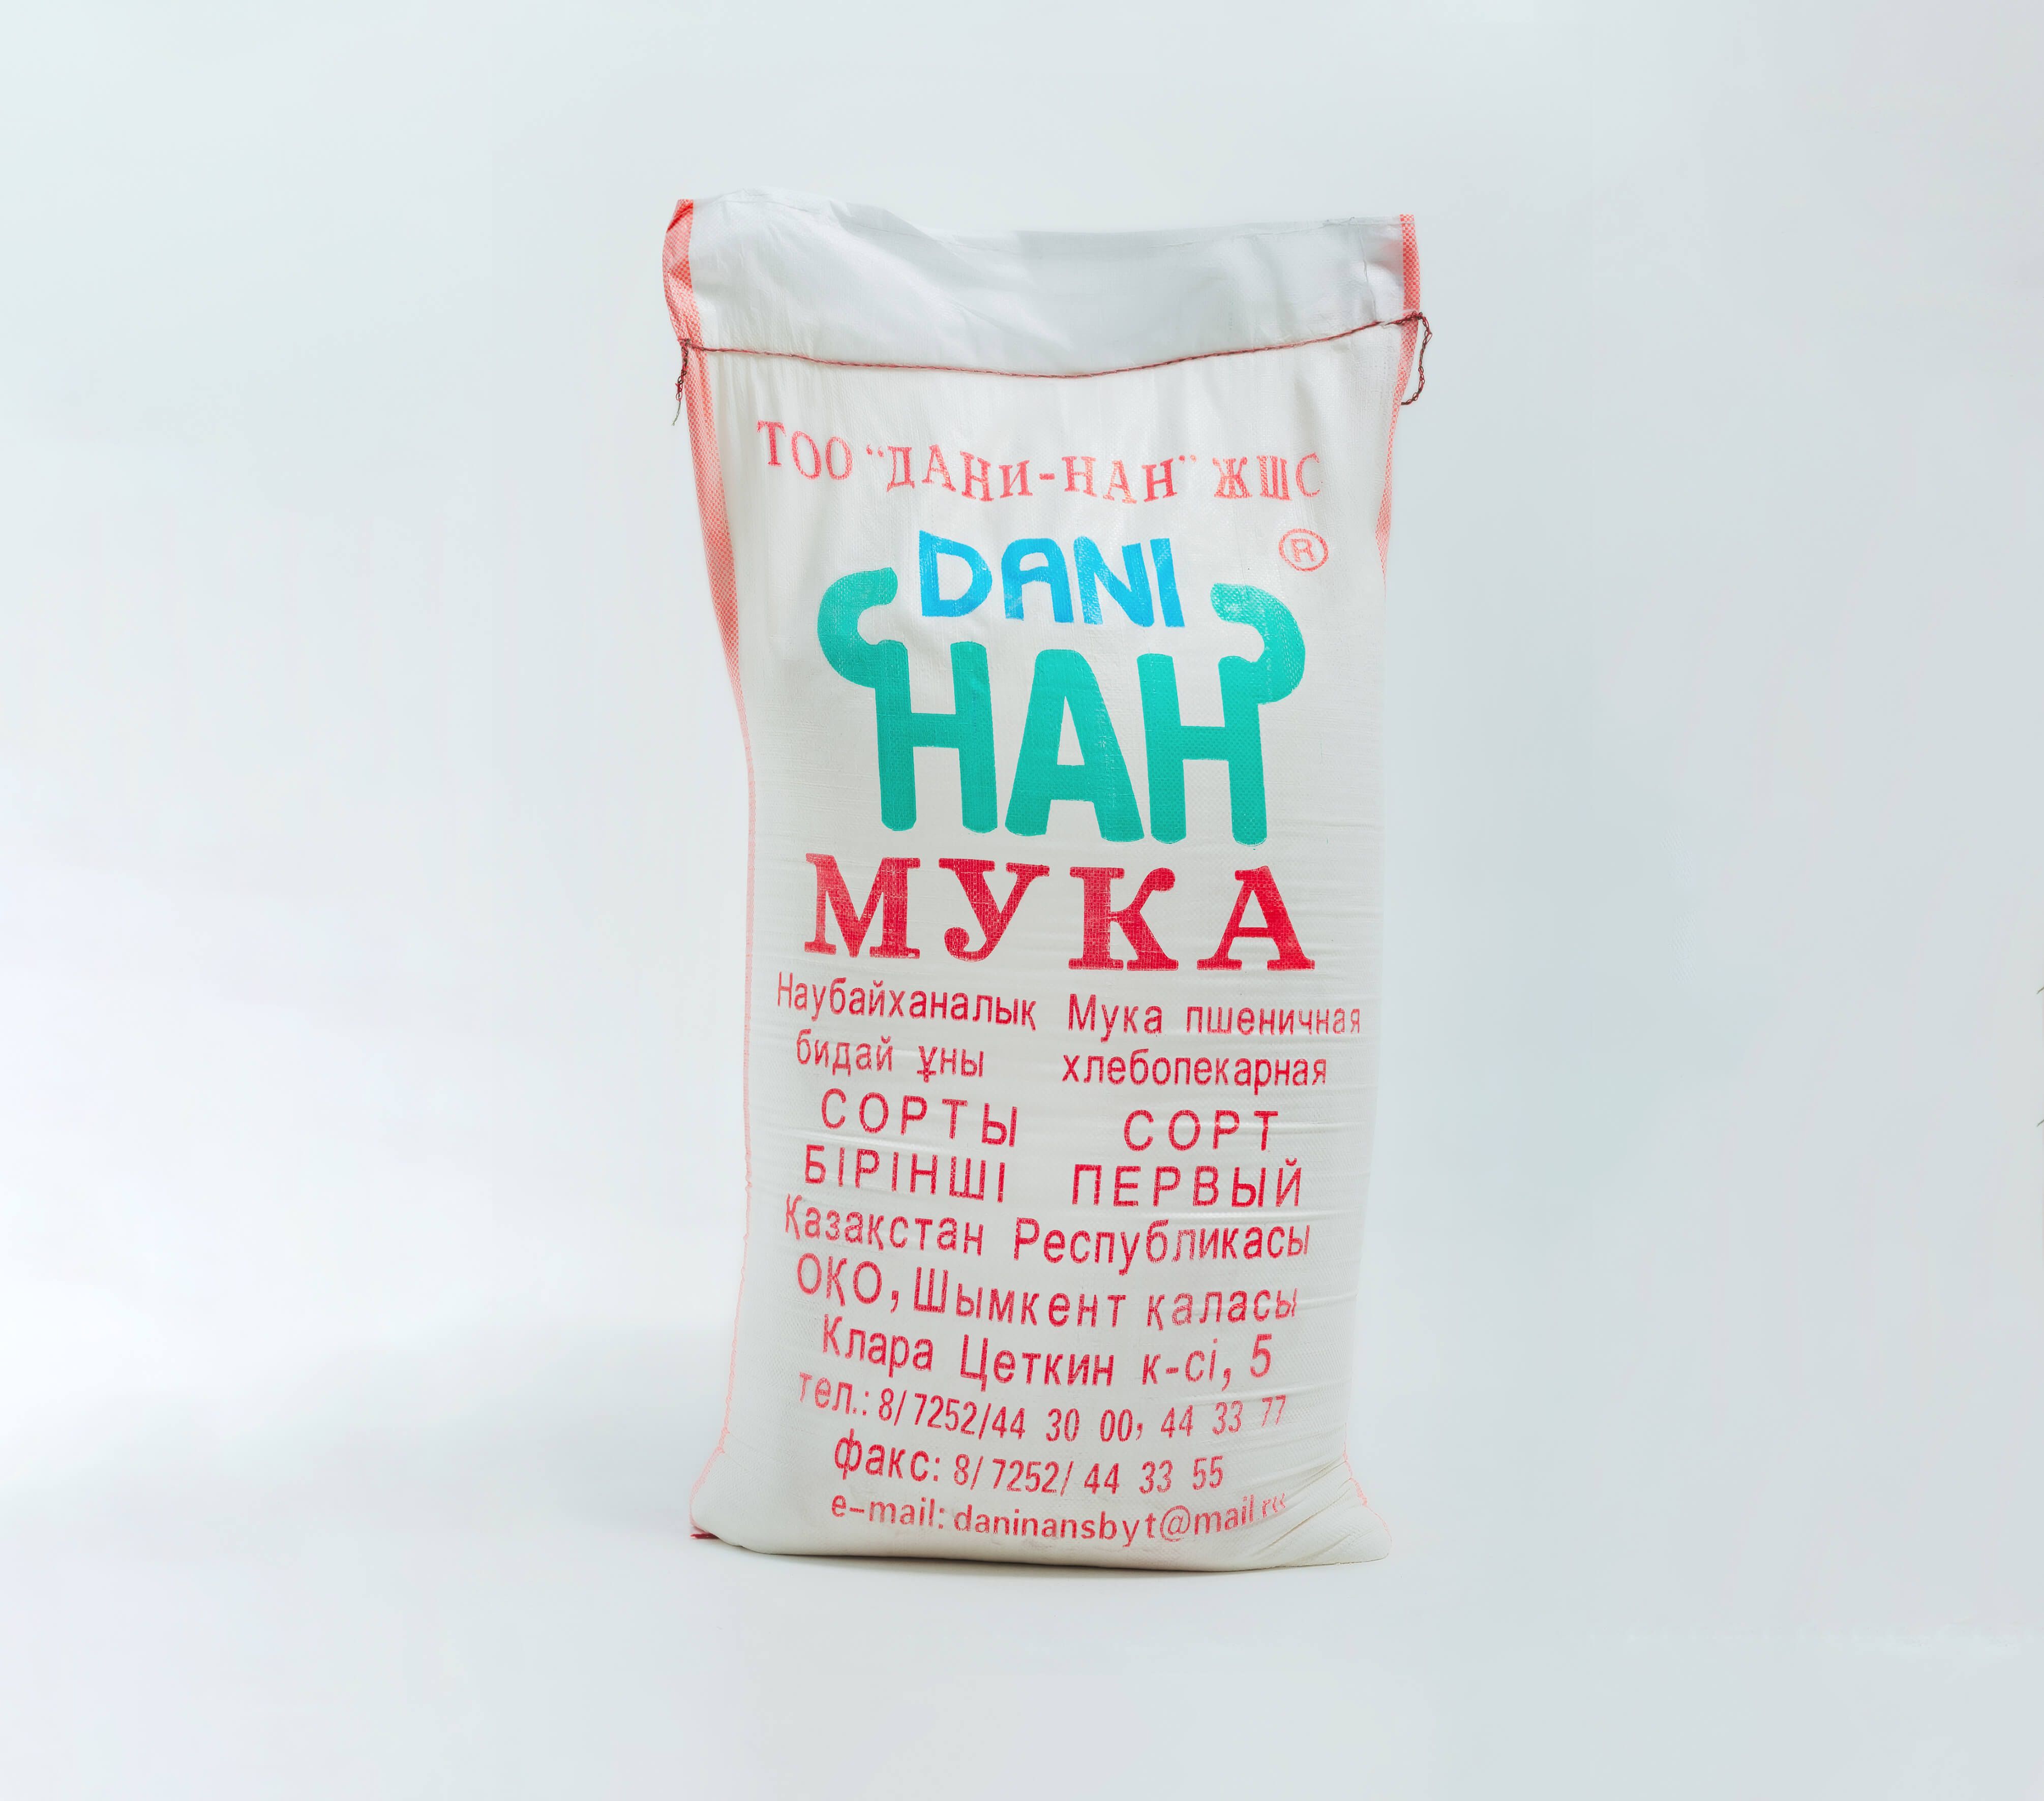 ТОО "ДАНИ-НАН" ЖШС
®
DANI
НАН
МУКА
Наубайханалық Мука пшеничная
бидай ұны хлебопекарная
СОРТЫ СОРТ
БІРІНШІ ПЕРВЫЙ
Қазақстан Республикасы
ОҚО, Шымкент қаласы
Клара Цеткин к-сі, 5
тел.: 8/7252/44 30 00, 44 33 77
факс: 8/7252/ 44 33 55
e-mail: daninansbyt@mail.ru